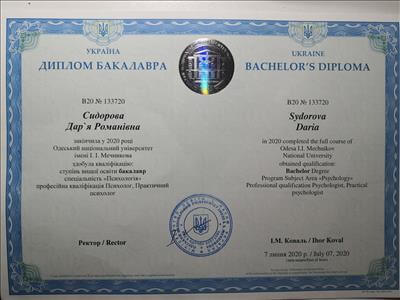 УКРАЇНА
ДИПЛОМ БАКАЛАВРА
В20 № 133720
Сидорова
Дар`я Романівна
закінчила у 2020 році
Одеський національний університет
імені І. І. Мечникова
здобула кваліфікацію:
ступінь вищої освіти бакалавр
спеціальність «Психологія»
професійна кваліфікація Психолог, Практичний
психолог
Ректор / Rector
UKRAINE
BACHELOR'S DIPLOMA
B20 № 133720
Sydorova
Daria
in 2020 completed the full course of
Odesa I.I. Mechnikov
National University
obtained qualification:
Bachelor Degree
Program Subject Area «Psychology»
Professional qualification Psychologist, Practical
psychologist
І.М. Коваль / Ihor Koval
7 липня 2020 р. / July 07, 2020